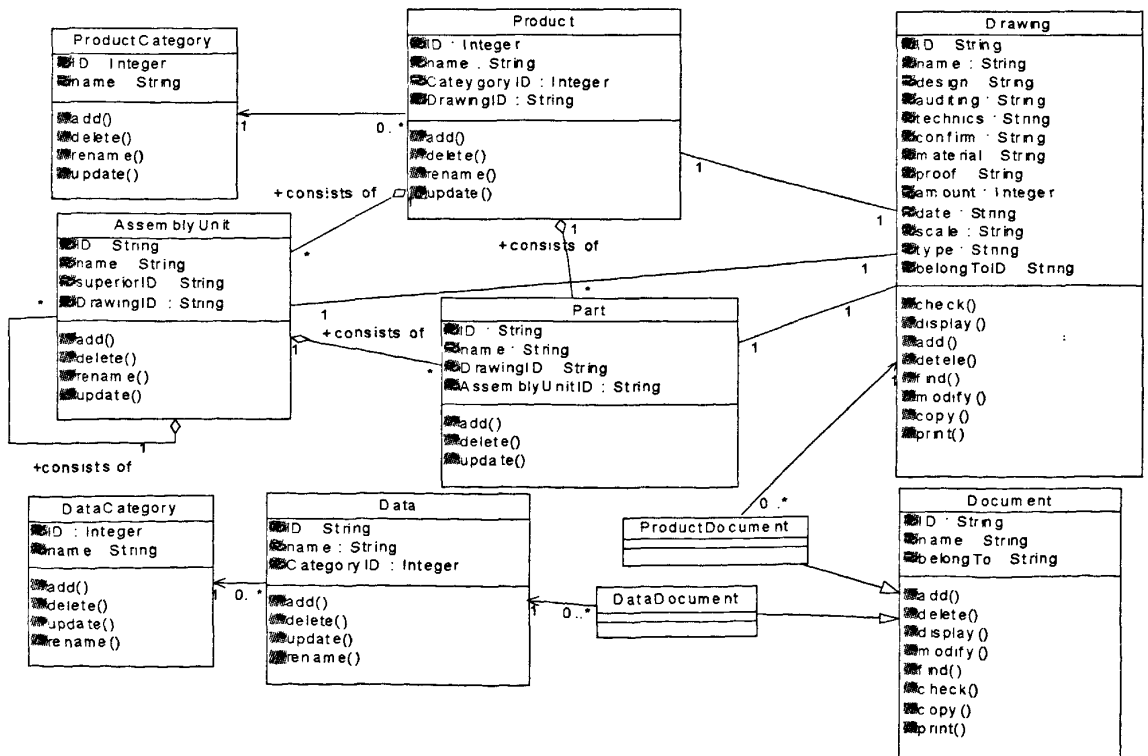 ProductCategory
ID Integer
name String
add()
delete()
rename()
update()
1
0..*
Product
ID : Integer
name : String
CateygoryID : Integer
DrawingID : String
add()
delete()
rename()
update()
1
Drawing
ID String
name : String
design String
auditing : String
technics : String
confirm : String
material String
proof String
amount : Integer
date : String
scale : String
type : String
belongToID String
check()
display()
add()
detele()
find()
modify()
copy()
print()
1
+consists of
*
1
+consists of
*
AssemblyUnit
ID String
name String
superiorID String
DrawingID : String
add()
delete()
rename()
update()
*
1
+consists of
1
1
1
+consists of
*
Part
ID : String
name : String
DrawingID String
AssemblyUnitID : String
add()
delete()
update()
1
1
DataCategory
ID : Integer
name String
add()
delete()
update()
rename()
1
0..*
Data
ID String
name : String
CategoryID : Integer
add()
delete()
update()
rename()
1
0..*
DataDocument
0..*
1
ProductDocument
Document
ID : String
name String
belongTo String
add()
delete()
display()
modify()
find()
check()
copy()
print()